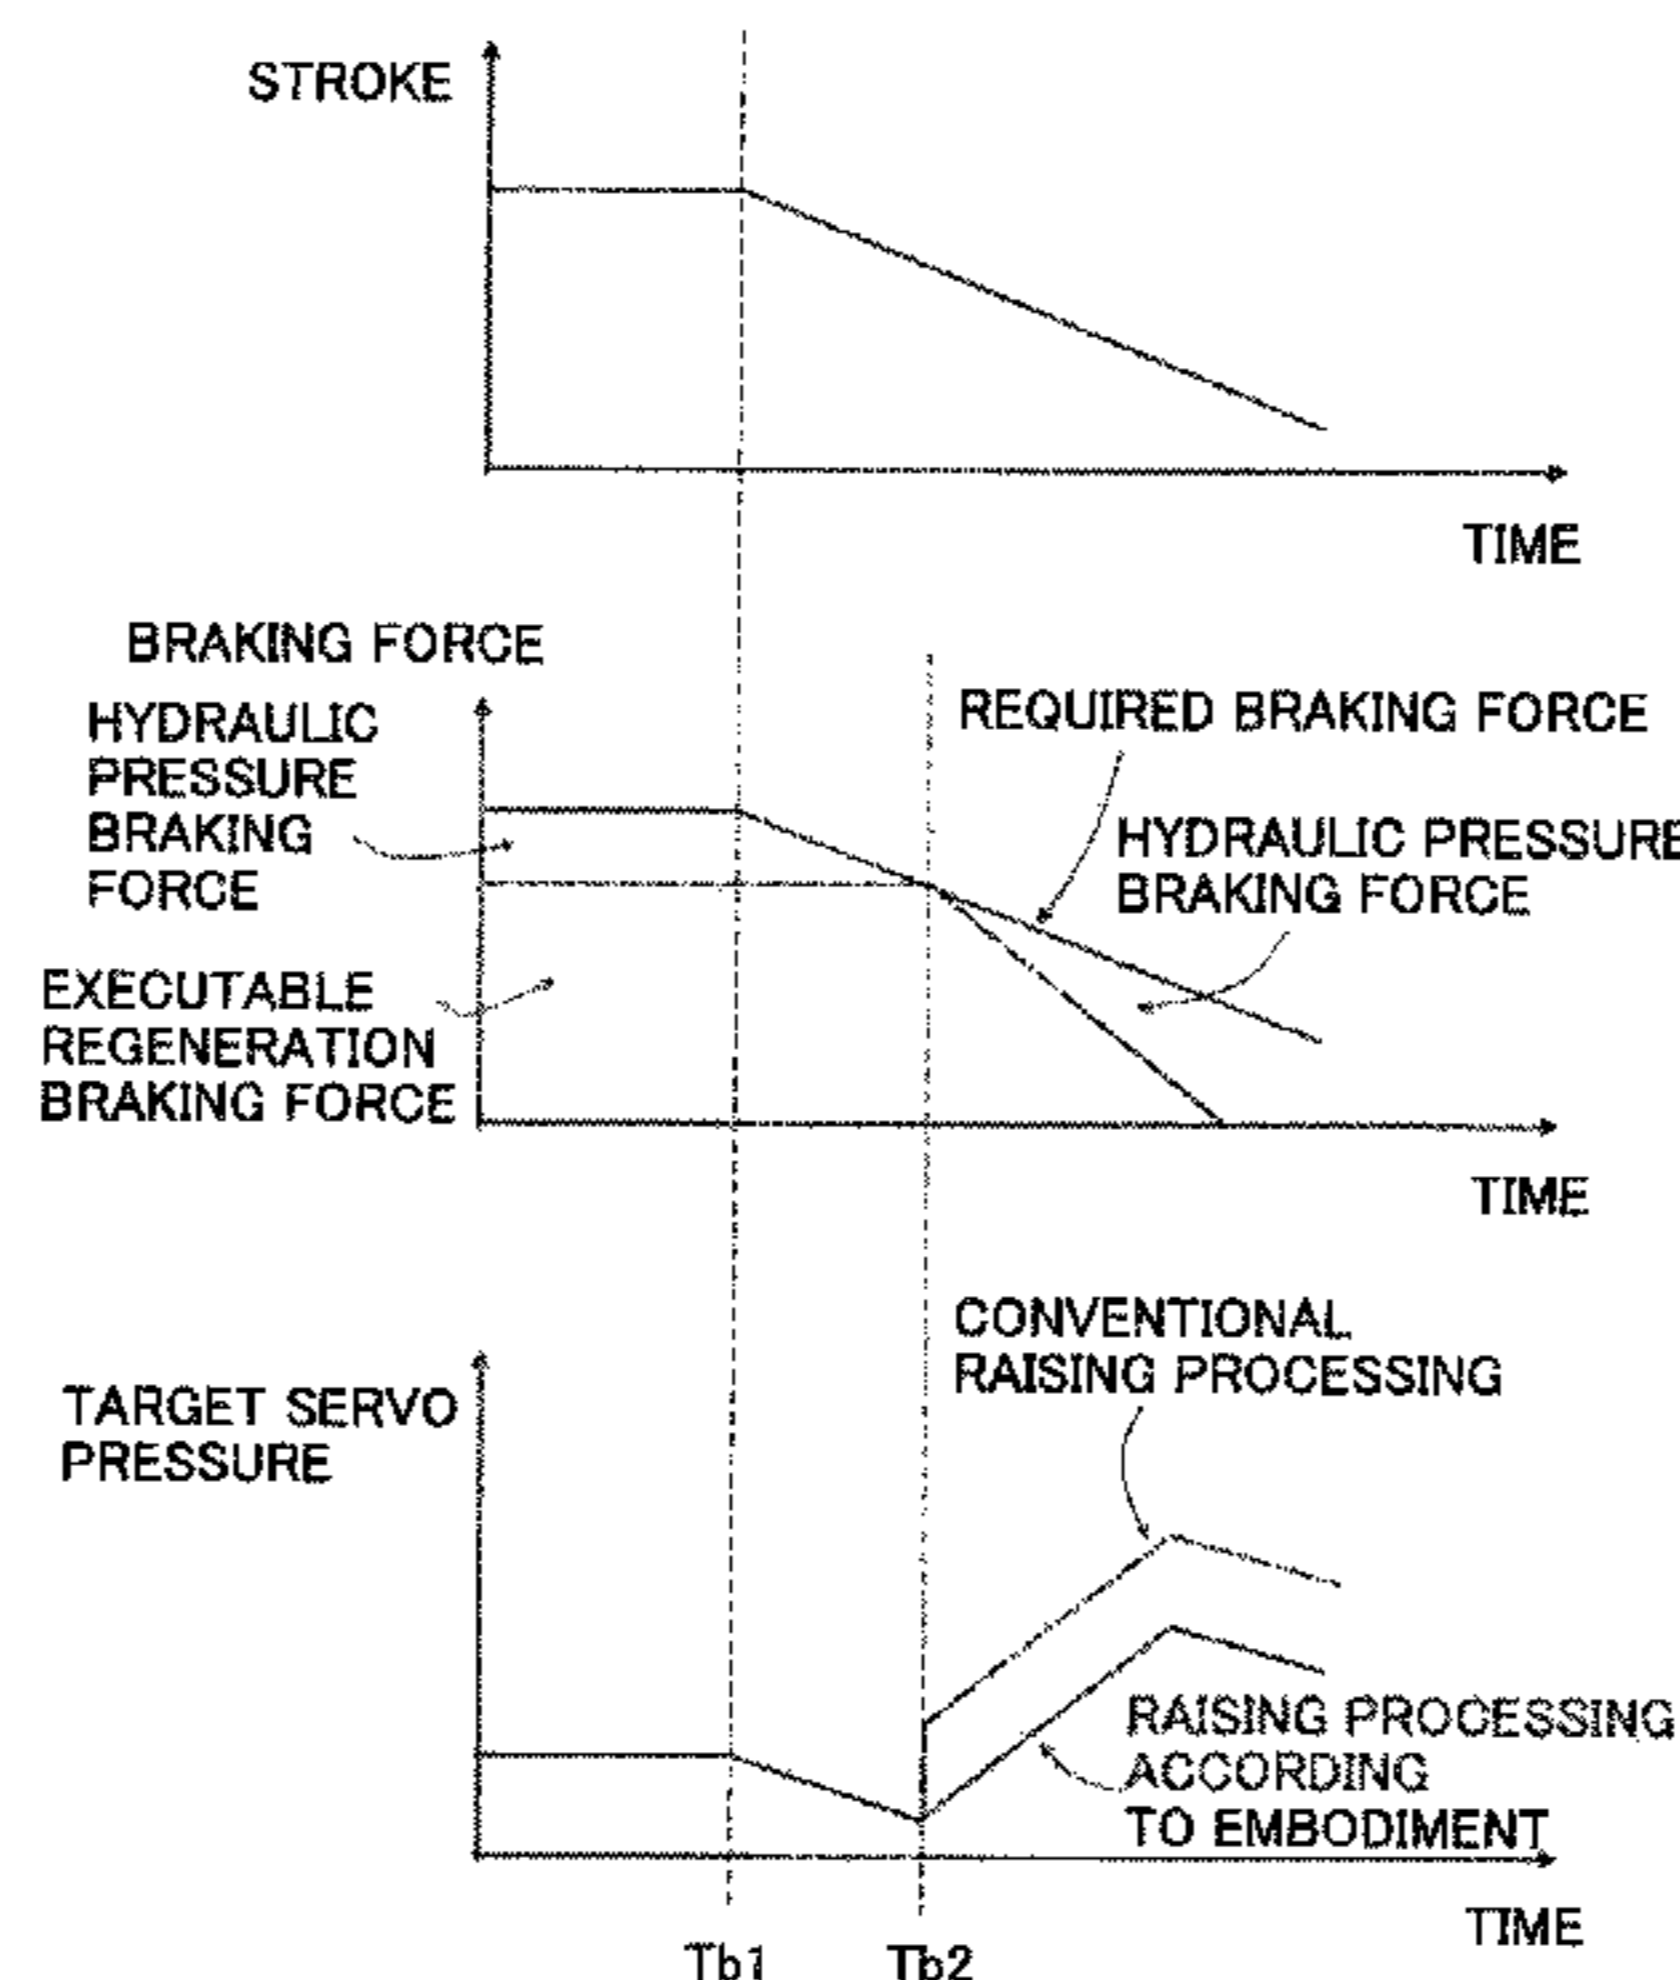 STROKE
TIME
BRAKING FORCE
HYDRAULIC
PRESSURE
BRAKING
FORCE
REQUIRED BRAKING FORCE
HYDRAULIC PRESSURE
BRAKING FORCE
EXECUTABLE
REGENERATION
BRAKING FORCE
TIME
CONVENTIONAL
RAISING PROCESSING
TARGET SERVO
PRESSURE
RAISING PROCESSING
ACCORDING
TO EMBODIMENT
TIME
Tb1 Tb2